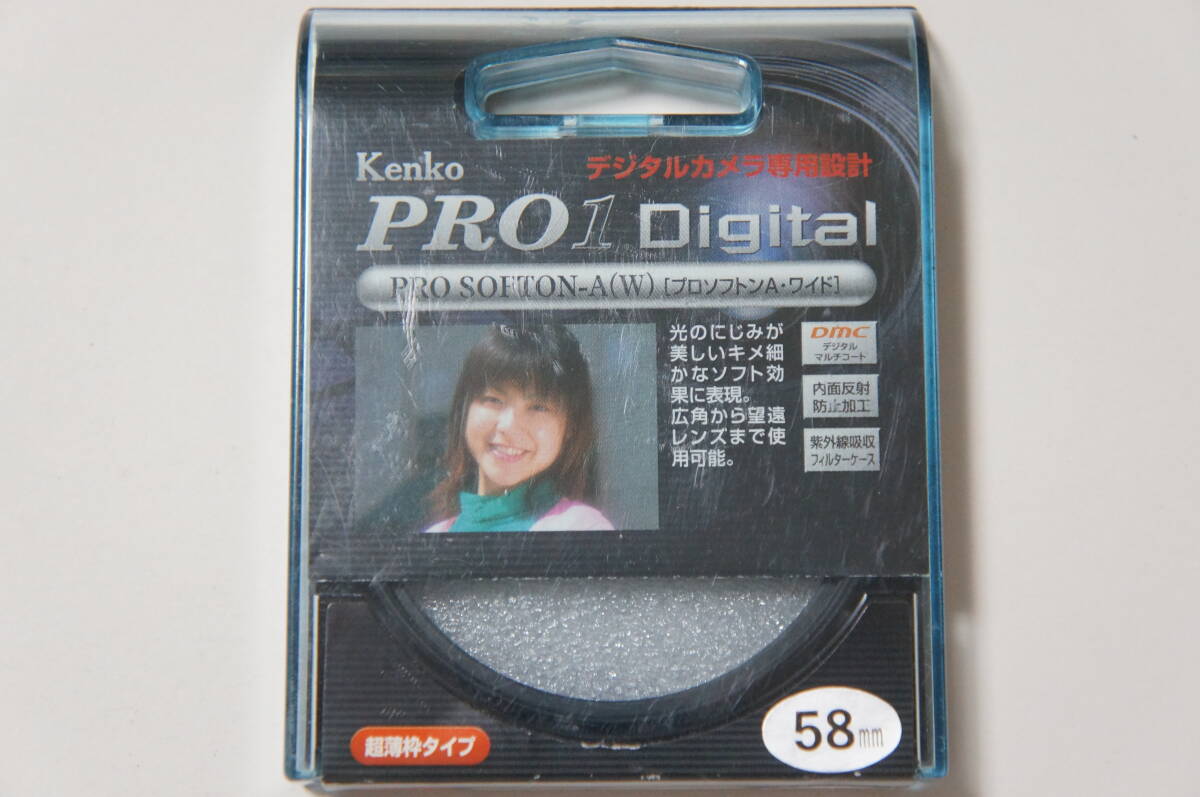 Kenko
デジタルカメラ専用設計
PRO1 Digital
PRO SOFTON-A(W) [プロソフトンA・ワイド]
光のにじみが
美しいキメ細
かなソフト効
果に表現。
広角から望遠
レンズまで使
用可能。
DMC
デジタル
マルチコート
内面反射
防止加工
紫外線吸収
フィルターケース
超薄枠タイプ
58mm